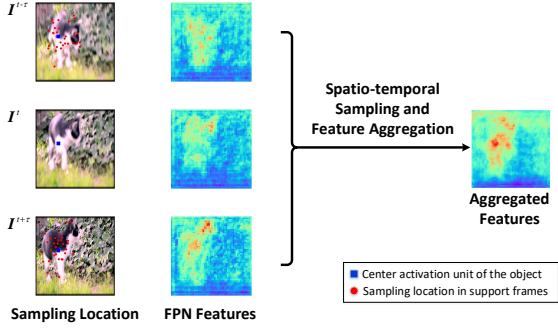 I^{t-τ}
I^{t}
I^{t+τ}
Spatio-temporal
Sampling and
Feature Aggregation
Aggregated
Features
Center activation unit of the object
Sampling location in support frames
Sampling Location
FPN Features